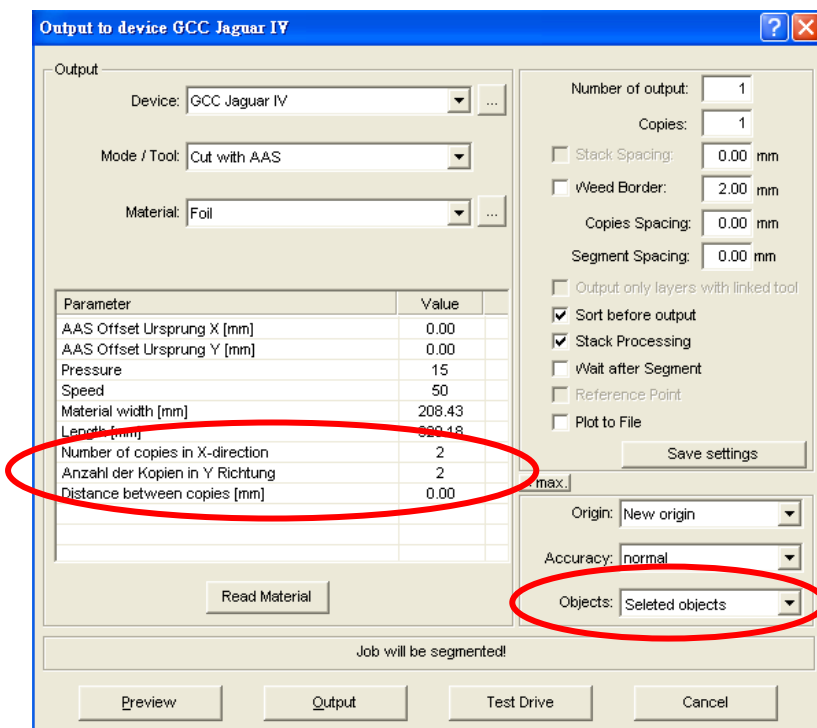 Output to device GCC Jaguar IV
Output
Device: GCC Jaguar IV ...
Mode / Tool: Cut with AAS
Material: Foil ...
Parameter Value
AAS Offset Ursprung X [mm] 0.00
AAS Offset Ursprung Y [mm] 0.00
Pressure 15
Speed 50
Material width [mm] 208.43
Length [mm]
Number of copies in X-direction 2
Anzahl der Kopien in Y Richtung 2
Distance between copies [mm] 0.00
Read Material
Number of output: 1
Copies: 1
Stack Spacing: 0.00 mm
Weed Border: 2.00 mm
Copies Spacing: 0.00 mm
Segment Spacing: 0.00 mm
Output only layers with linked tool
Sort before output
Stack Processing
Wait after Segment
Reference Point
Plot to File
Save settings
max.
Origin: New origin
Accuracy: normal
Objects: Seleted objects
Job will be segmented!
Preview Output Test Drive Cancel